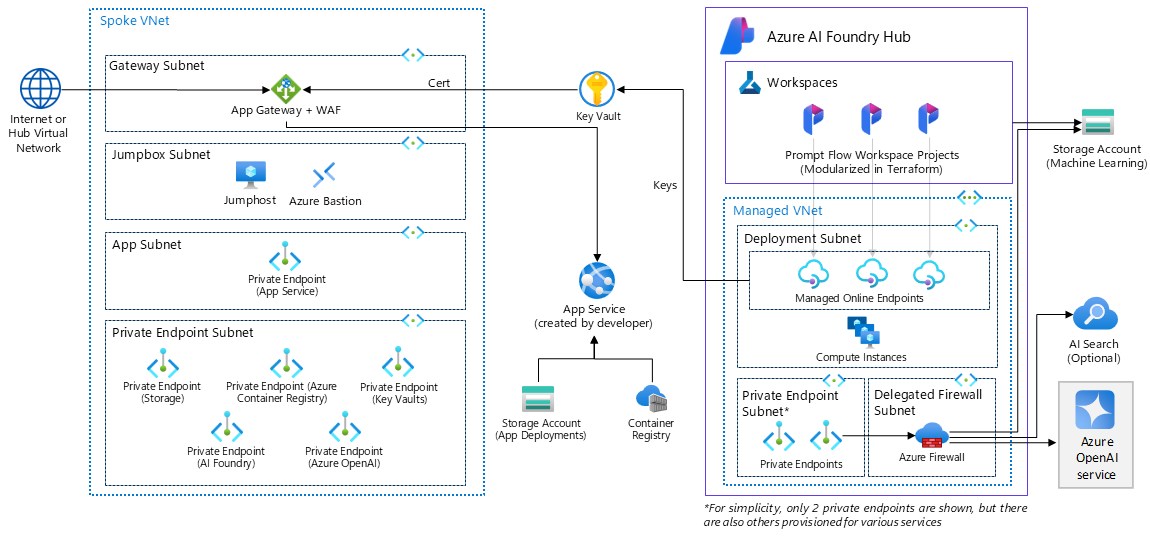 Spoke VNet
Gateway Subnet
App Gateway + WAF
Internet or
Hub Virtual
Network
Cert
Key Vault
Jumpbox Subnet
Jumphost
Azure Bastion
App Subnet
Private Endpoint
(App Service)
Private Endpoint Subnet
Private Endpoint
(Storage)
Private Endpoint (Azure
Container Registry)
Private Endpoint
(Key Vaults)
Private Endpoint
(AI Foundry)
Private Endpoint
(Azure OpenAI)
Keys
App Service
(created by developer)
Storage Account
(App Deployments)
Container
Registry
Azure AI Foundry Hub
Workspaces
Prompt Flow Workspace Projects
(Modularized in Terraform)
Managed VNet
Deployment Subnet
Managed Online Endpoints
Compute Instances
Private Endpoint
Subnet*
Private Endpoints
Delegated Firewall
Subnet
Azure Firewall
Storage Account
(Machine Learning)
AI Search
(Optional)
Azure
OpenAI
service
*For simplicity, only 2 private endpoints are shown, but there
are also others provisioned for various services